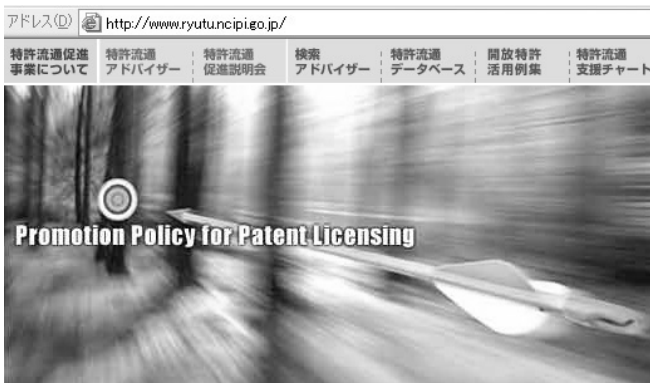 アドレス(D) http://www.ryutu.ncipi.go.jp/
特許流通促進 特許流通 特許流通 検索 特許流通 開放特許 特許流通
事業について アドバイザー 促進説明会 アドバイザー データベース 活用例集 支援チャート
Promotion Policy for Patent Licensing